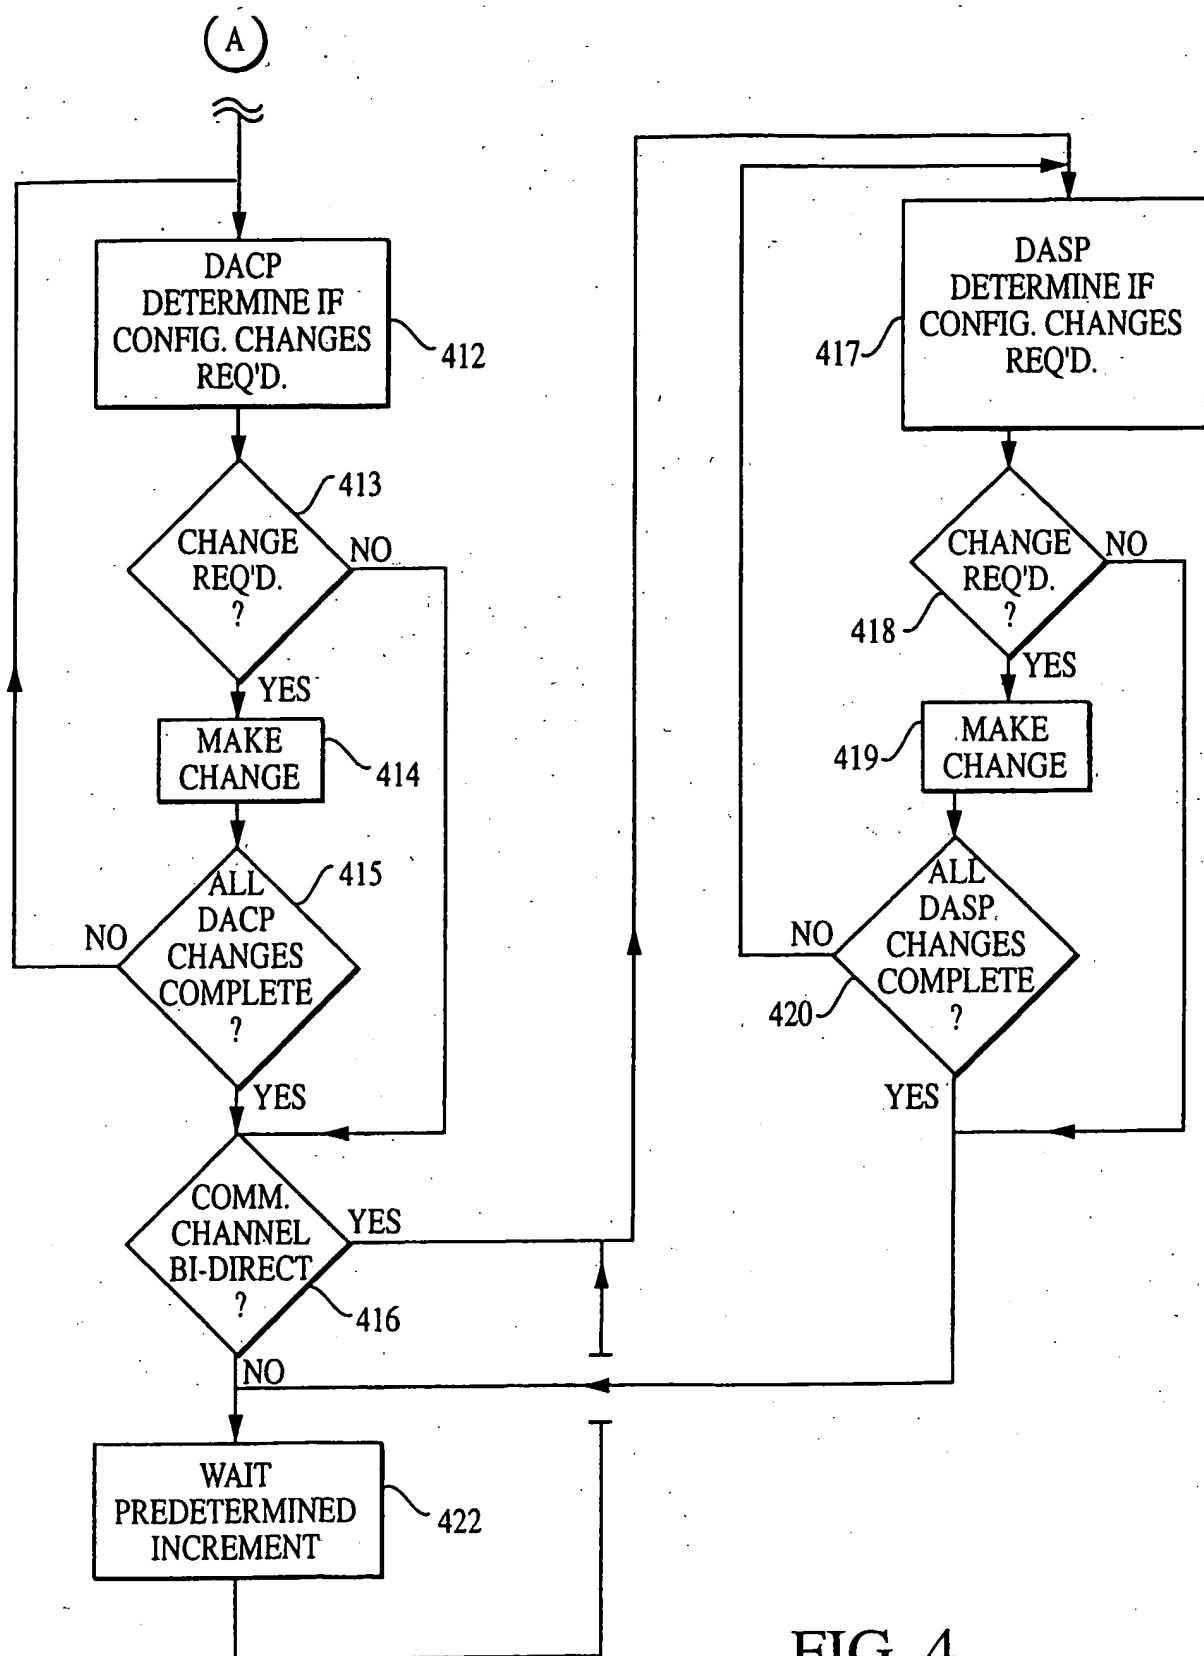 A
DACP
DETERMINE IF
CONFIG. CHANGES
REQ'D.
412
413
CHANGE
REQ'D.
?
NO
YES
MAKE
CHANGE
414
415
ALL
DACP
CHANGES
COMPLETE
?
NO
YES
COMM.
CHANNEL
BI-DIRECT
?
YES
416
NO
WAIT
PREDETERMINED
INCREMENT
422
DASP
DETERMINE IF
CONFIG. CHANGES
REQ'D.
417
CHANGE
REQ'D.
?
NO
418
YES
MAKE
CHANGE
419
ALL
DASP
CHANGES
COMPLETE
?
NO
420
YES
FIG. 4